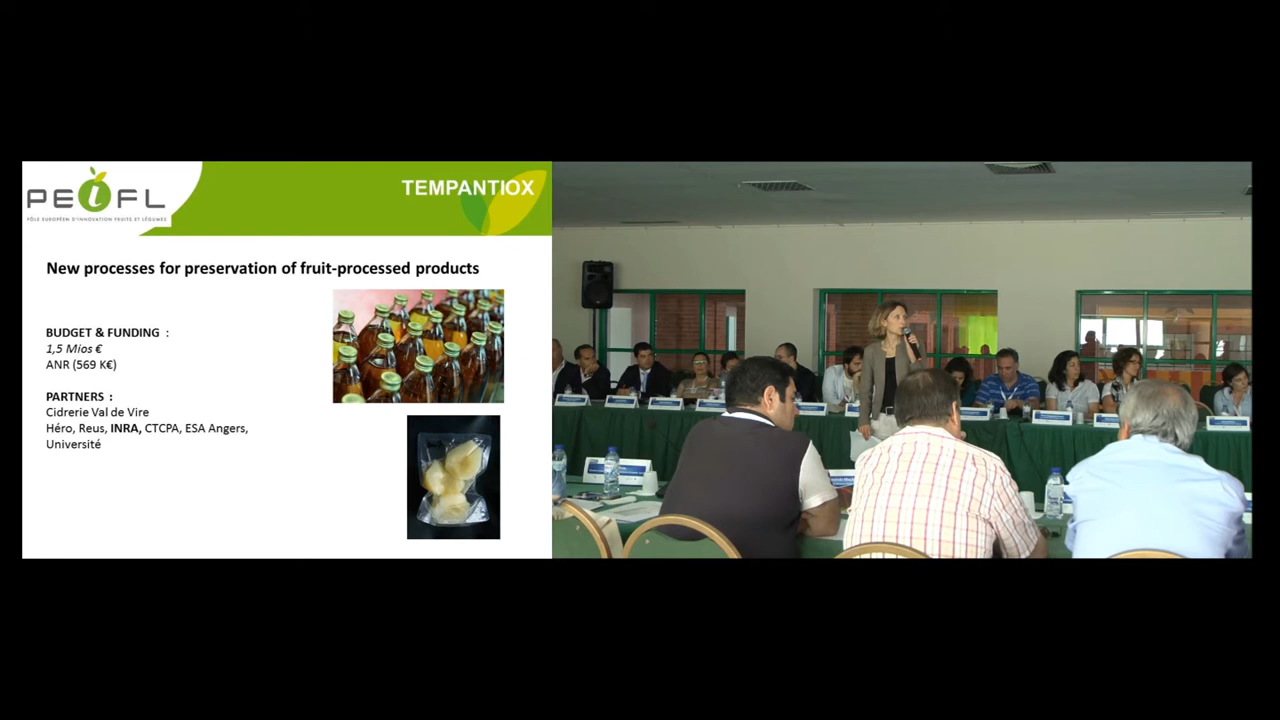 PEiFL
PÔLE EUROPÉEN D'INNOVATION FRUITS ET LÉGUMES
TEMPANTIOX
New processes for preservation of fruit-processed products
BUDGET & FUNDING :
1,5 Mios €
ANR (569 K€)
PARTNERS :
Cidrerie Val de Vire
Héro, Reus, INRA, CTCPA, ESA Angers,
Université